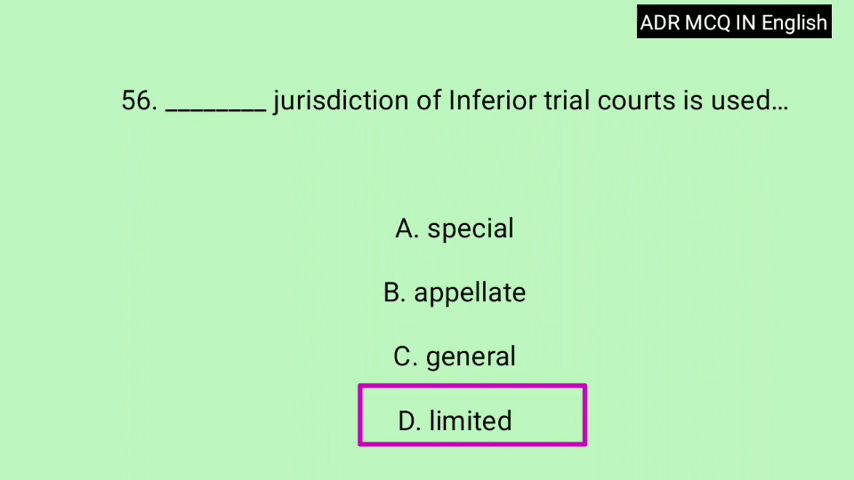 ADR MCQ IN English
56. ________ jurisdiction of Inferior trial courts is used...
A. special
B. appellate
C. general
D. limited